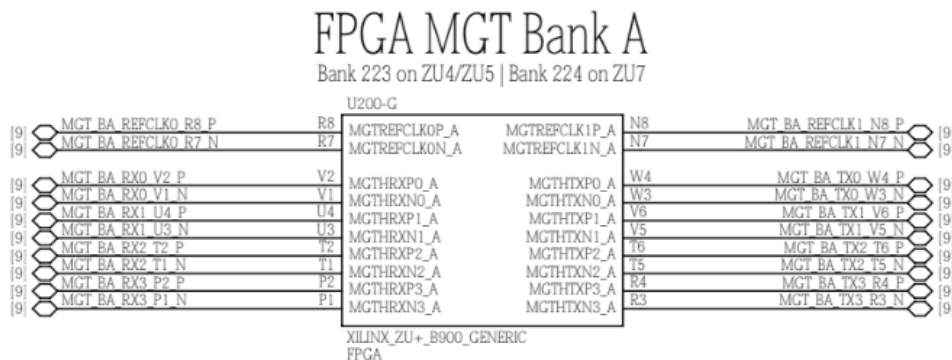 FPGA MGT Bank A
Bank 223 on ZU4/ZU5 | Bank 224 on ZU7
U200-G
[9] MGT_BA_REFCLK0_R8_P R8 MGTREFCLK0P_A MGTREFCLK1P_A N8 MGT_BA_REFCLK1_N8_P [9]
[9] MGT_BA_REFCLK0_R7_N R7 MGTREFCLK0N_A MGTREFCLK1N_A N7 MGT_BA_REFCLK1_N7_N [9]
[9] MGT_BA_RX0_V2_P V2 MGTHRXP0_A MGTHTXP0_A W4 MGT_BA_TX0_W4_P [9]
[9] MGT_BA_RX0_V1_N V1 MGTHRXN0_A MGTHTXN0_A W3 MGT_BA_TX0_W3_N [9]
[9] MGT_BA_RX1_U4_P U4 MGTHRXP1_A MGTHTXP1_A V6 MGT_BA_TX1_V6_P [9]
[9] MGT_BA_RX1_U3_N U3 MGTHRXN1_A MGTHTXN1_A V5 MGT_BA_TX1_V5_N [9]
[9] MGT_BA_RX2_T2_P T2 MGTHRXP2_A MGTHTXP2_A T6 MGT_BA_TX2_T6_P [9]
[9] MGT_BA_RX2_T1_N T1 MGTHRXN2_A MGTHTXN2_A T5 MGT_BA_TX2_T5_N [9]
[9] MGT_BA_RX3_P2_P P2 MGTHRXP3_A MGTHTXP3_A R4 MGT_BA_TX3_R4_P [9]
[9] MGT_BA_RX3_P1_N P1 MGTHRXN3_A MGTHTXN3_A R3 MGT_BA_TX3_R3_N [9]
XILINX_ZU+_B900_GENERIC
FPGA